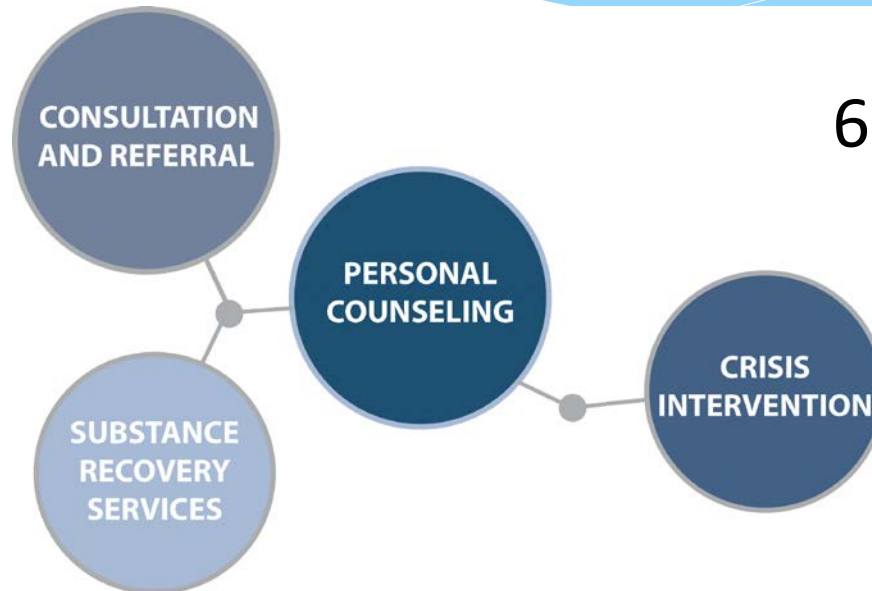 CONSULTATION
AND REFERRAL
6
PERSONAL
COUNSELING
CRISIS
INTERVENTION
SUBSTANCE
RECOVERY
SERVICES